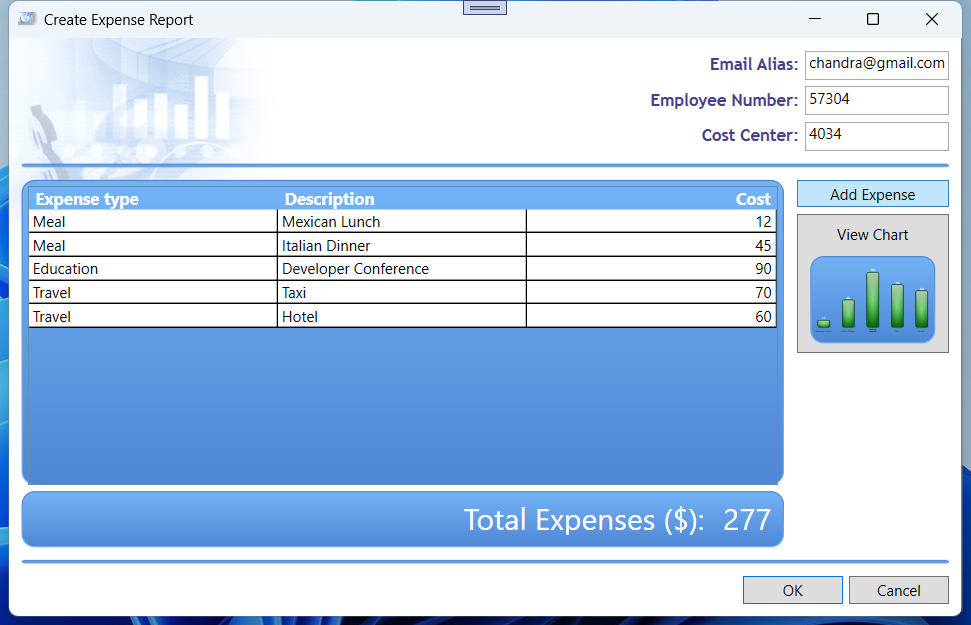 Create Expense Report
Email Alias: chandra@gmail.com
Employee Number: 57304
Cost Center: 4034
Expense type Description Cost
Meal Mexican Lunch 12
Meal Italian Dinner 45
Education Developer Conference 90
Travel Taxi 70
Travel Hotel 60
Add Expense
View Chart
Total Expenses ($): 277
OK Cancel